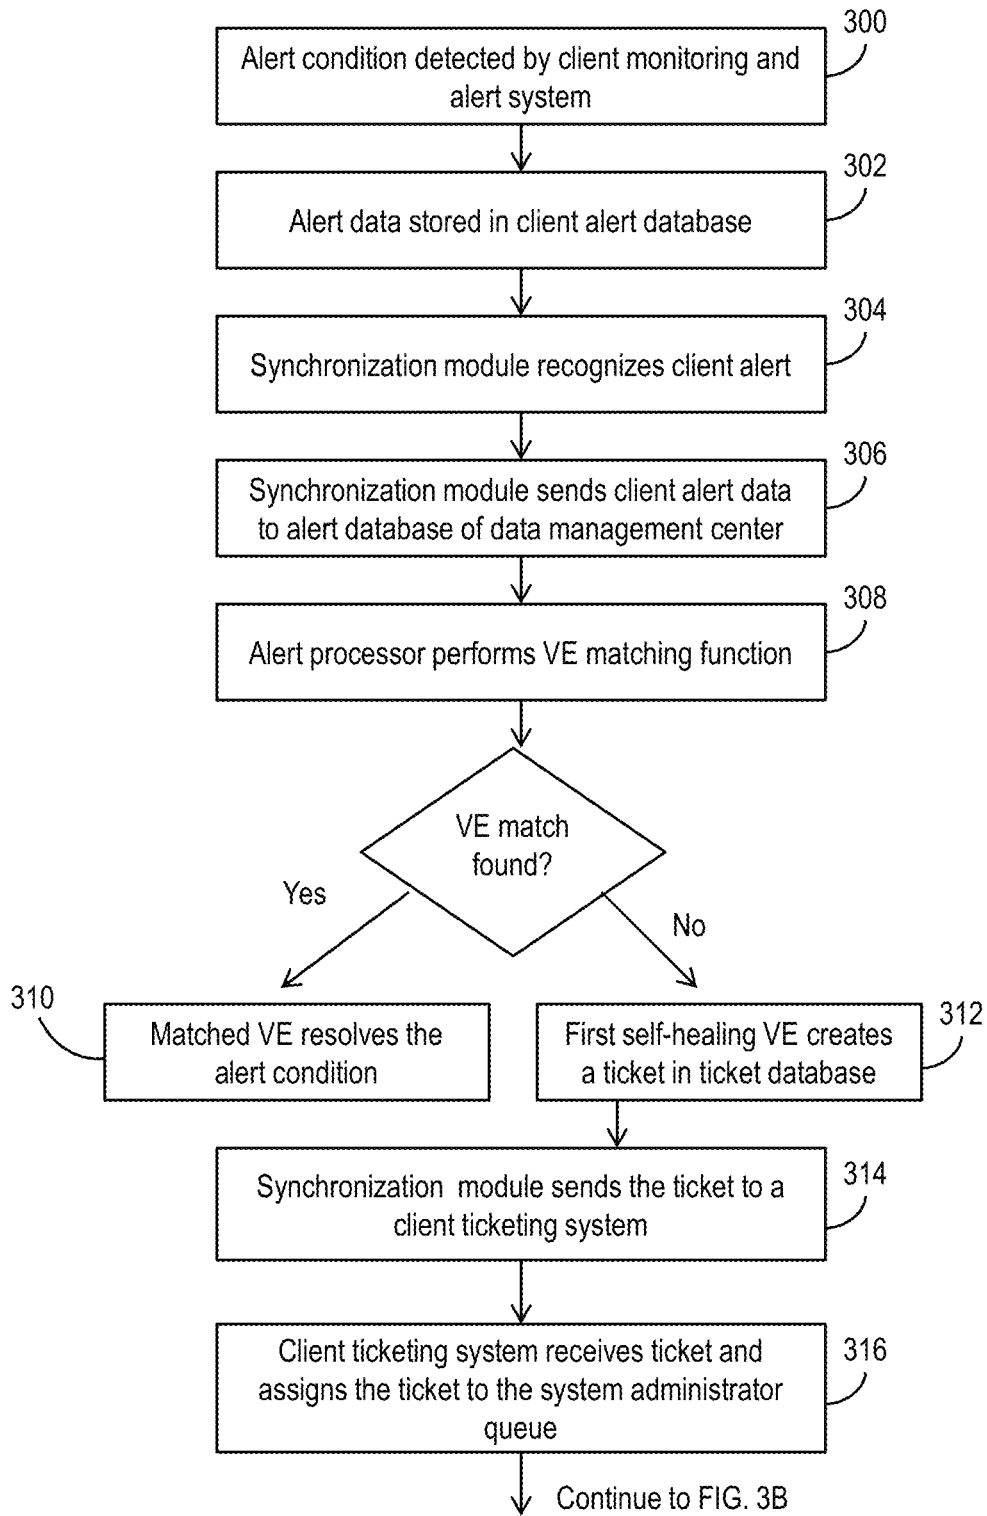 300
Alert condition detected by client monitoring and
alert system
302
Alert data stored in client alert database
304
Synchronization module recognizes client alert
306
Synchronization module sends client alert data
to alert database of data management center
308
Alert processor performs VE matching function
VE match
found?
Yes
No
310
Matched VE resolves the
alert condition
312
First self-healing VE creates
a ticket in ticket database
314
Synchronization module sends the ticket to a
client ticketing system
316
Client ticketing system receives ticket and
assigns the ticket to the system administrator
queue
Continue to FIG. 3B